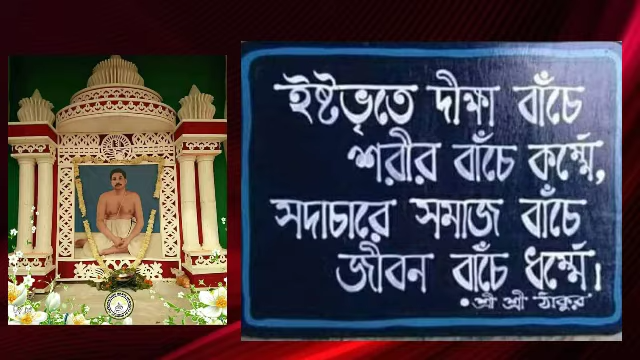 ইষ্টভৃতে দীক্ষা বাঁচে
শরীর বাঁচে কর্ম্মে,
সদাচারে সমাজ বাঁচে
জীবন বাঁচে ধর্ম্মে।
•শ্রী শ্রী ঠাকুর